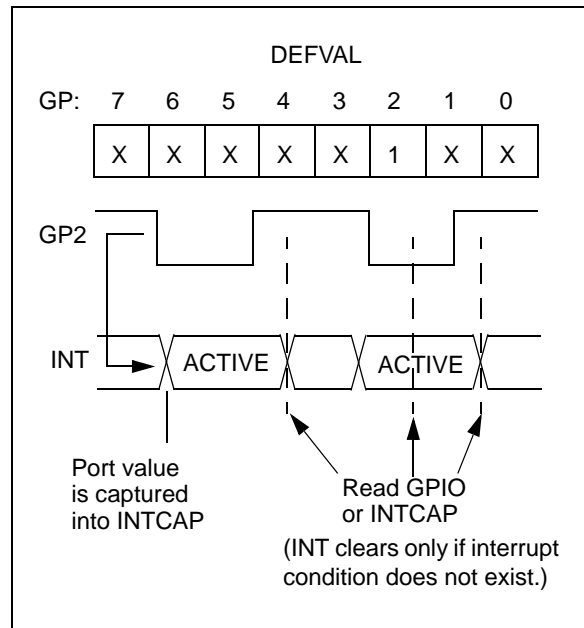 DEFVAL
GP: 7 6 5 4 3 2 1 0
X X X X X 1 X X
GP2
INT ACTIVE ACTIVE
Port value
is captured
into INTCAP
Read GPIO
or INTCAP
(INT clears only if interrupt
condition does not exist.)